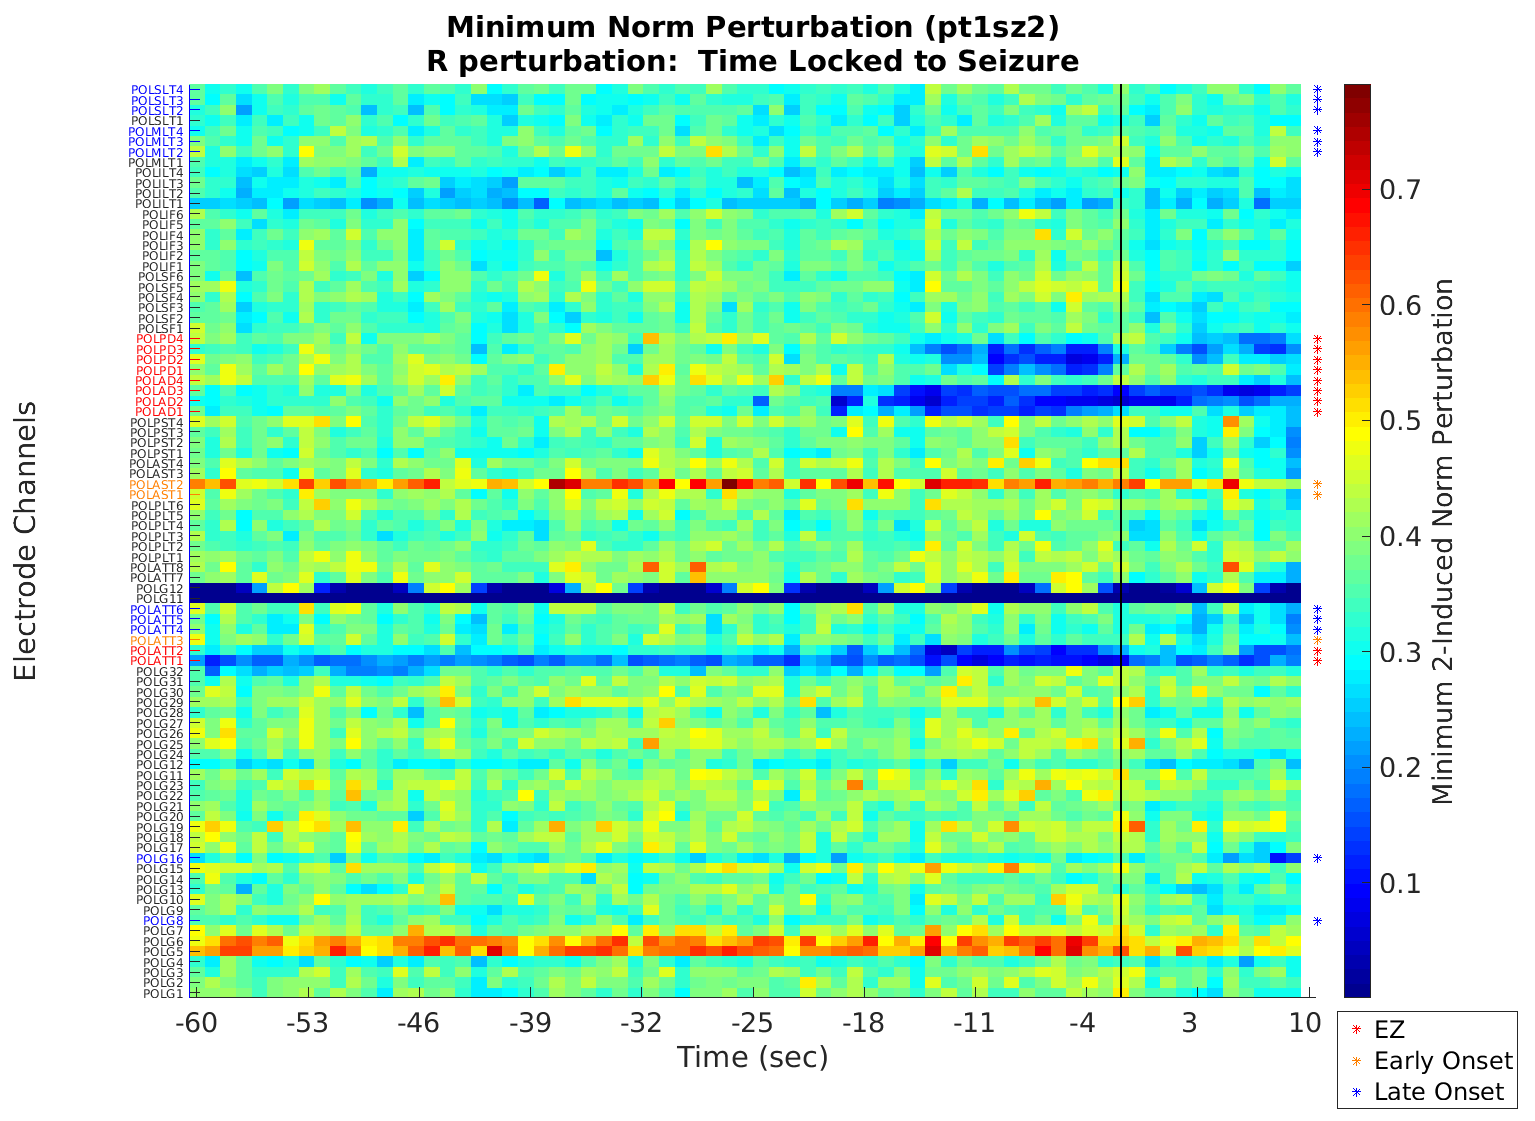 Minimum Norm Perturbation (pt1sz2)
R perturbation:  Time Locked to Seizure
Electrode Channels
POLSLT4
POLSLT3
POLSLT2
POLSLT1
POLMLT4
POLMLT3
POLMLT2
POLMLT1
POLILT4
POLILT3
POLILT2
POLILT1
POLIF6
POLIF5
POLIF4
POLIF3
POLIF2
POLIF1
POLSF6
POLSF5
POLSF4
POLSF3
POLSF2
POLSF1
POLPD4
POLPD3
POLPD2
POLPD1
POLAD4
POLAD3
POLAD2
POLAD1
POLPST4
POLPST3
POLPST2
POLPST1
POLAST4
POLAST3
POLAST2
POLAST1
POLPLT6
POLPLT5
POLPLT4
POLPLT3
POLPLT2
POLPLT1
POLATT8
POLATT7
POLG12
POLG11
POLATT6
POLATT5
POLATT4
POLATT3
POLATT2
POLATT1
POLG32
POLG31
POLG30
POLG29
POLG28
POLG27
POLG26
POLG25
POLG24
POLG12
POLG11
POLG23
POLG22
POLG21
POLG20
POLG19
POLG18
POLG17
POLG16
POLG15
POLG14
POLG13
POLG10
POLG9
POLG8
POLG7
POLG6
POLG5
POLG4
POLG3
POLG2
POLG1
-60 -53 -46 -39 -32 -25 -18 -11 -4 3 10
Time (sec)
0.7
0.6
0.5
0.4
0.3
0.2
0.1
Minimum 2-Induced Norm Perturbation
EZ
Early Onset
Late Onset